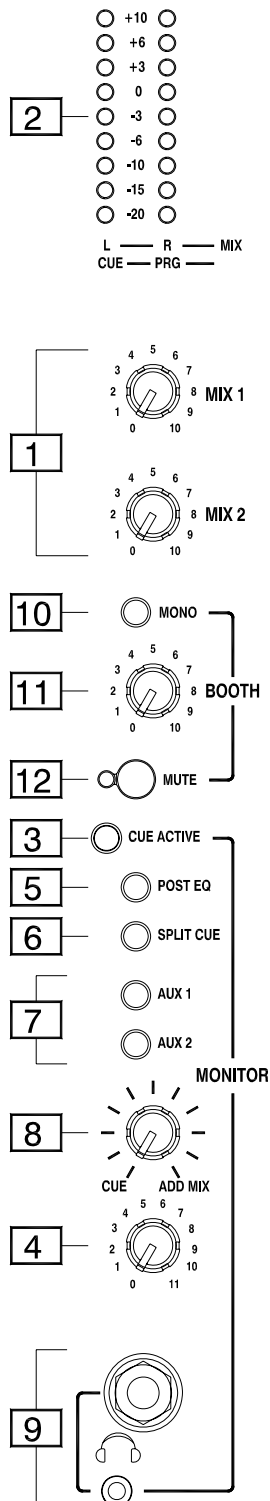 +10
+6
+3
0
2 -3
-6
-10
-15
-20
L R MIX
CUE PRG
0 1 2 3 4 5 6 7 8 9 10
MIX 1
1
0 1 2 3 4 5 6 7 8 9 10
MIX 2
10 MONO
11
0 1 2 3 4 5 6 7 8 9 10
BOOTH
12 MUTE
3 CUE ACTIVE
5 POST EQ
6 SPLIT CUE
7
AUX 1
AUX 2
MONITOR
8
CUE ADD MIX
4
0 1 2 3 4 5 6 7 8 9 10 11
9